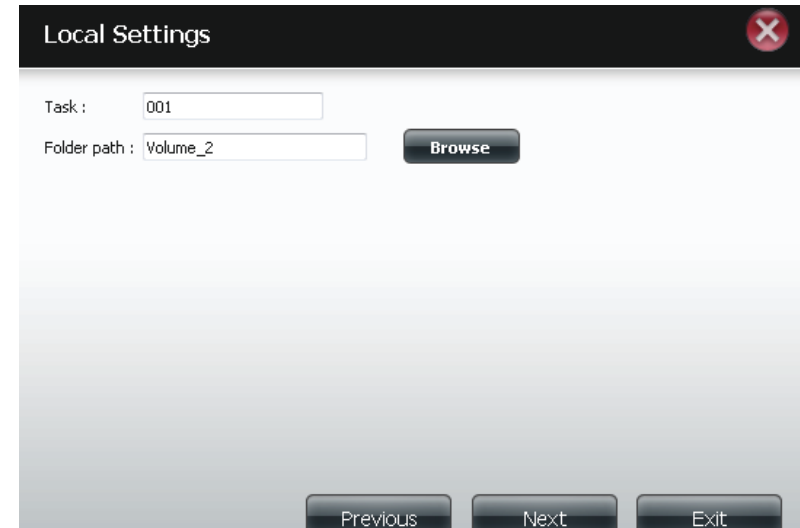 Local Settings
Task : 001
Folder path : Volume_2 Browse
Previous Next Exit